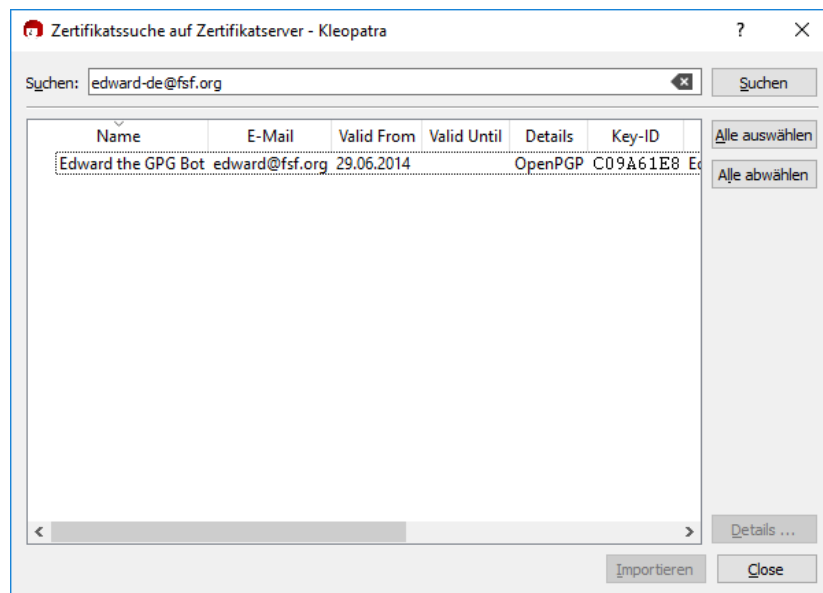 Zertifikatssuche auf Zertifikatserver - Kleopatra
Suchen: edward-de@fsf.org Suchen
Name E-Mail Valid From Valid Until Details Key-ID Alle auswählen
Edward the GPG Bot edward@fsf.org 29.06.2014 OpenPGP C09A61E8 Ed
Alle abwählen
Details ...
Importieren Close